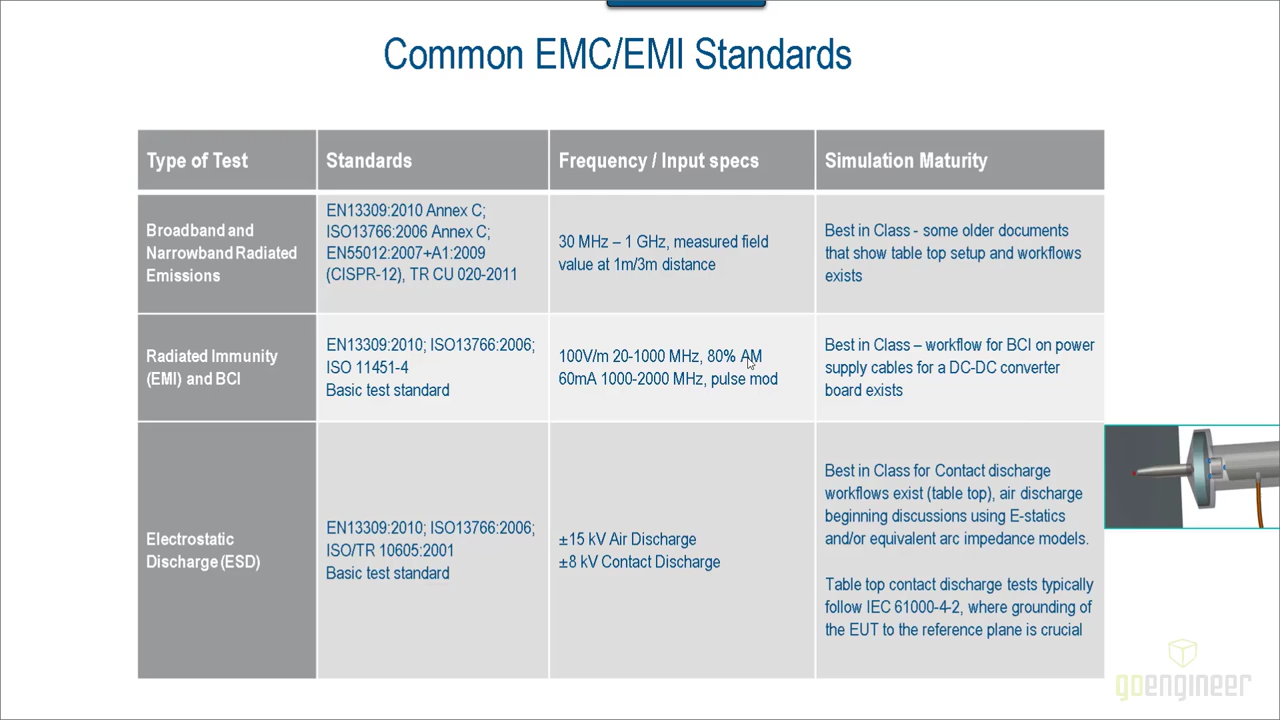 Common EMC/EMI Standards
Type of Test
Standards
Frequency / Input specs
Simulation Maturity
Broadband and
Narrowband Radiated
Emissions
EN13309:2010 Annex C;
ISO13766:2006 Annex C;
EN55012:2007+A1:2009
(CISPR-12), TR CU 020-2011
30 MHz – 1 GHz, measured field
value at 1m/3m distance
Best in Class - some older documents
that show table top setup and workflows
exists
Radiated Immunity
(EMI) and BCI
EN13309:2010; ISO13766:2006;
ISO 11451-4
Basic test standard
100V/m 20-1000 MHz, 80% AM
60mA 1000-2000 MHz, pulse mod
Best in Class – workflow for BCI on power
supply cables for a DC-DC converter
board exists
Electrostatic
Discharge (ESD)
EN13309:2010; ISO13766:2006;
ISO/TR 10605:2001
Basic test standard
±15 kV Air Discharge
±8 kV Contact Discharge
Best in Class for Contact discharge
workflows exist (table top), air discharge
beginning discussions using E-statics
and/or equivalent arc impedance models.
Table top contact discharge tests typically
follow IEC 61000-4-2, where grounding of
the EUT to the reference plane is crucial
goengineer